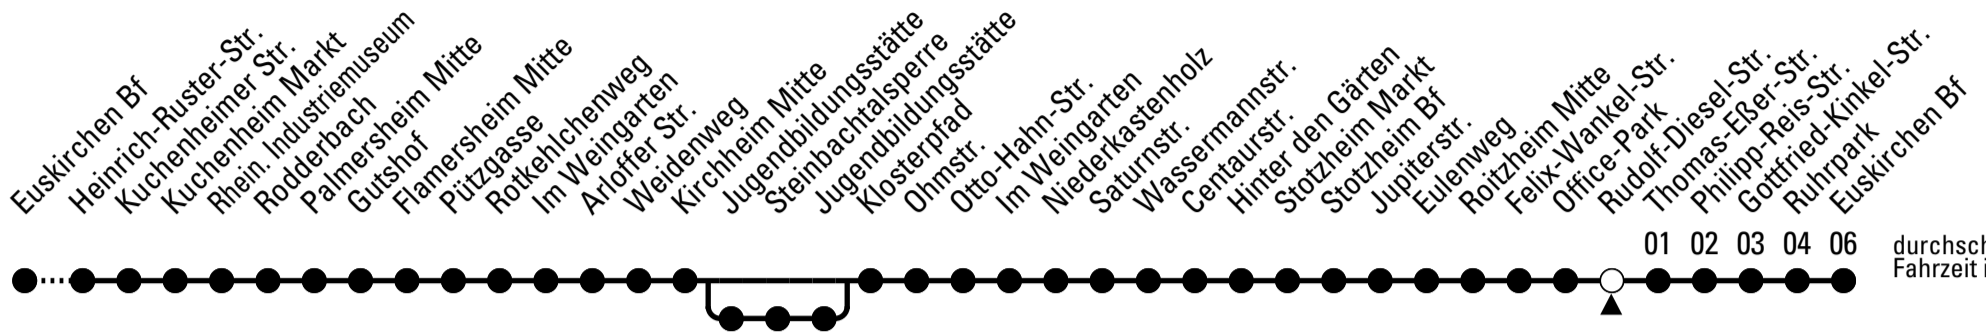 Euskirchen Bf
Heinrich-Ruster-Str.
Kuchenheimer Str.
Kuchenheim Markt
Rhein. Industriemuseum
Rodderbach
Palmersheim Mitte
Gutshof
Flamersheim Mitte
Pützgasse
Rotkehlchenweg
Im Weingarten
Arloffer Str.
Weidenweg
Kirchheim Mitte
Jugendbildungsstätte
Steinbachtalsperre
Jugendbildungsstätte
Klosterpfad
Ohmstr.
Otto-Hahn-Str.
Im Weingarten
Niederkastenholz
Saturnstr.
Wassermannstr.
Centaurstr.
Hinter den Gärten
Stotzheim Markt
Stotzheim Bf
Jupiterstr.
Eulenweg
Roitzheim Mitte
Felix-Wankel-Str.
Office-Park
Rudolf-Diesel-Str.
Thomas-Eßer-Str.
Philipp-Reis-Str.
Gottfried-Kinkel-Str.
Ruhrpark
Euskirchen Bf
01 02 03 04 06
durchsch
Fahrzeit i